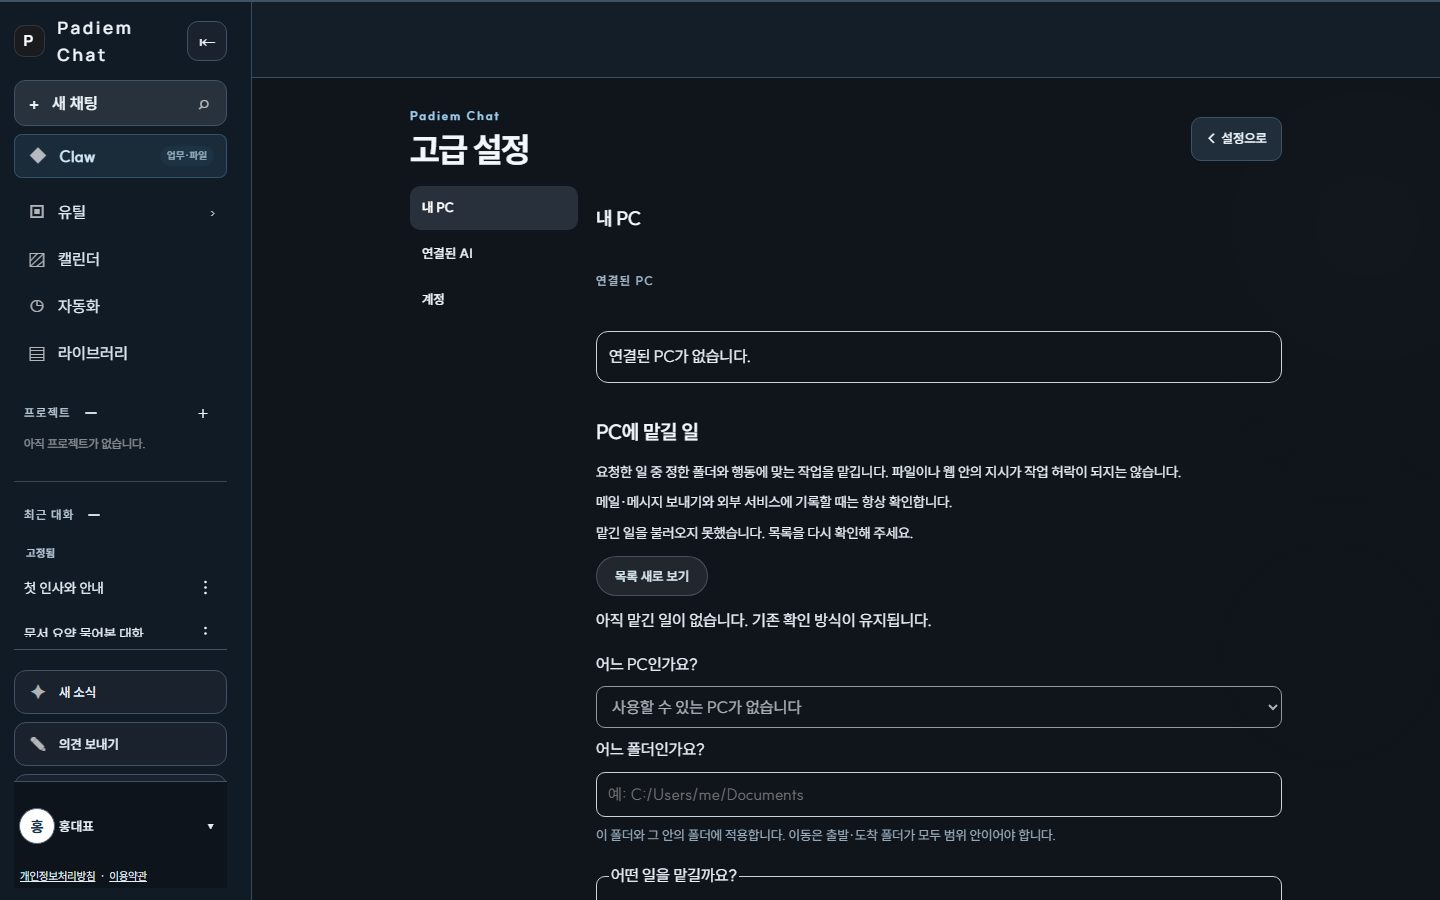 P
Padiem
Chat
+ 새 채팅
Claw 업무·파일
유틸
캘린더
자동화
라이브러리
프로젝트
아직 프로젝트가 없습니다.
최근 대화
고정됨
첫 인사와 안내
문서 요약 물어본 대화
새 소식
의견 보내기
홍 홍대표
개인정보처리방침 · 이용약관
Padiem Chat
고급 설정
설정으로
내 PC
연결된 AI
계정
내 PC
연결된 PC
연결된 PC가 없습니다.
PC에 맡길 일
요청한 일 중 정한 폴더와 행동에 맞는 작업을 맡깁니다. 파일이나 웹 안의 지시가 작업 허락이 되지는 않습니다.
메일·메시지 보내기와 외부 서비스에 기록할 때는 항상 확인합니다.
맡긴 일을 불러오지 못했습니다. 목록을 다시 확인해 주세요.
목록 새로 보기
아직 맡긴 일이 없습니다. 기존 확인 방식이 유지됩니다.
어느 PC인가요?
사용할 수 있는 PC가 없습니다
어느 폴더인가요?
예: C:/Users/me/Documents
이 폴더와 그 안의 폴더에 적용합니다. 이동은 출발·도착 폴더가 모두 범위 안이어야 합니다.
어떤 일을 맡길까요?